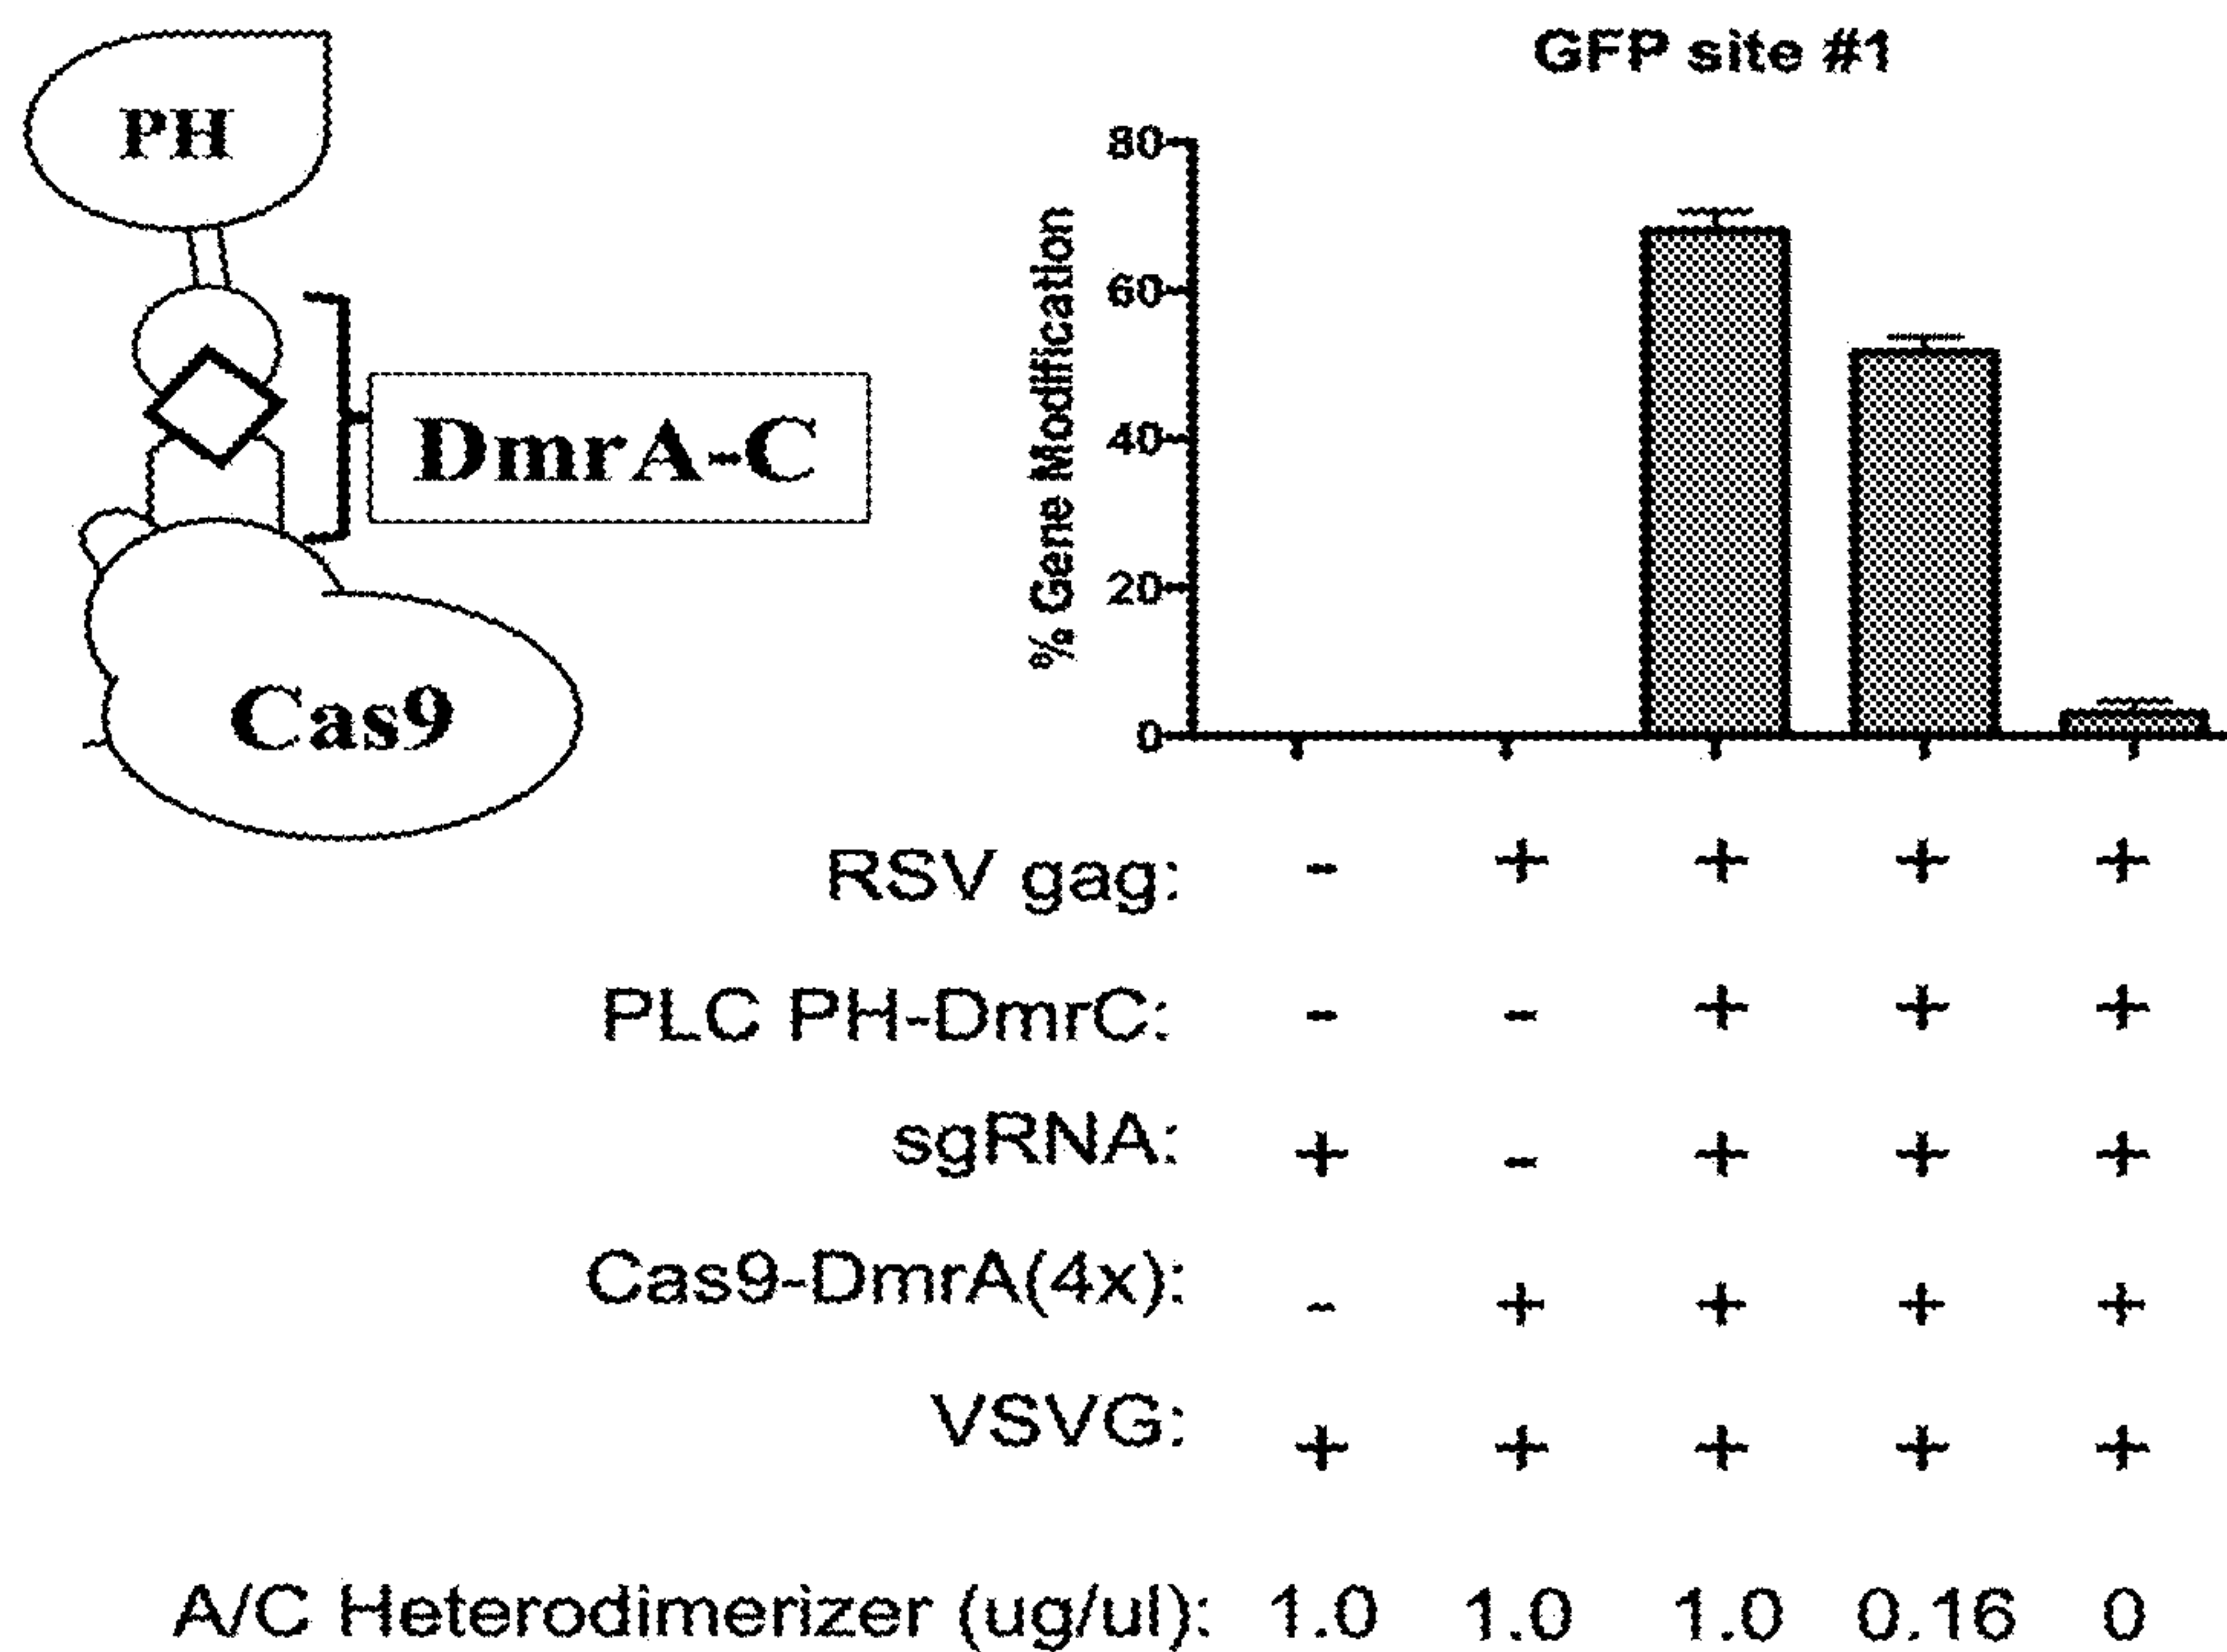 PH
DmrA-C
Cas9
GFP site #1
% Gene Modification
80
60
40
20
0
RSV gag: - + + + +
PLC PH-DmrC: - - + + +
sgRNA: + - + + +
Cas9-DmrA(4x): - + + + +
VSVG: + + + + +
A/C Heterodimerizer (ug/ul): 1.0 1.0 1.0 0.16 0